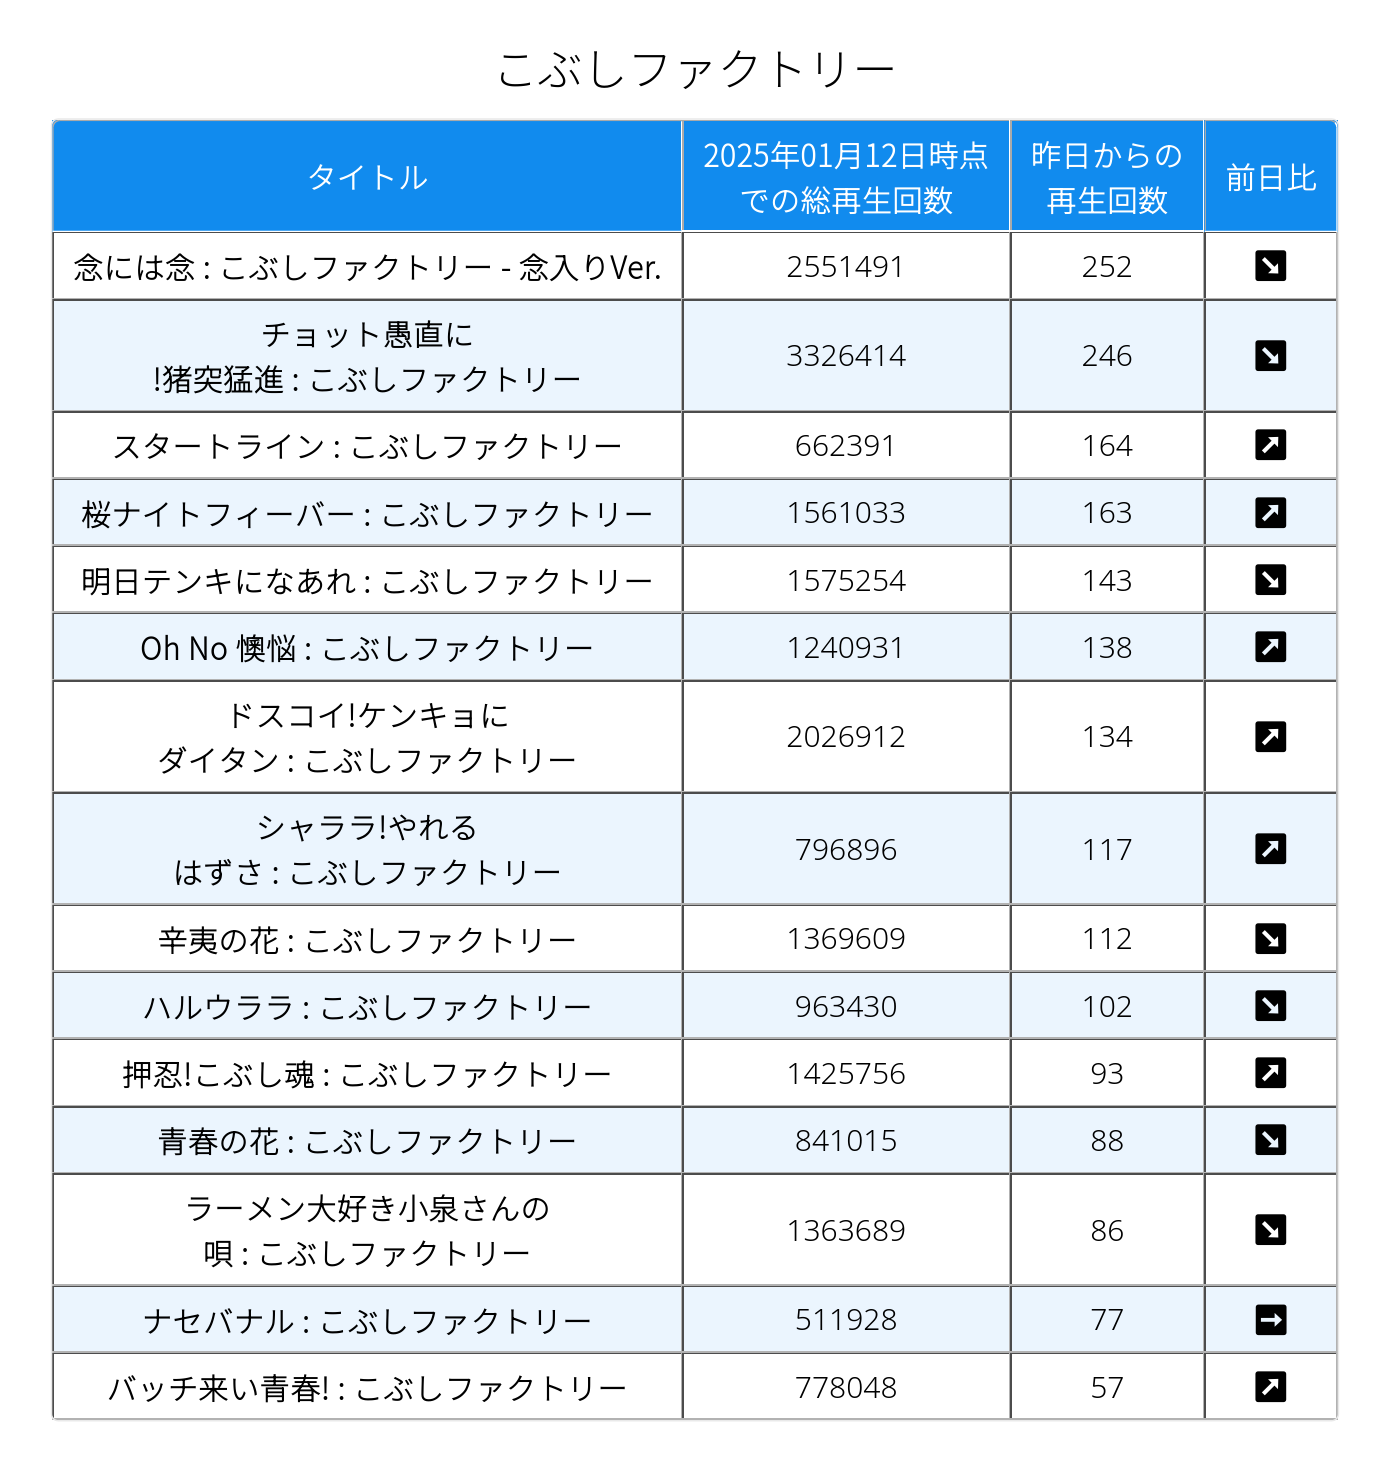 こぶしファクトリー
タイトル
2025年01月12日時点
での総再生回数
昨日からの
再生回数
前日比
念には念 : こぶしファクトリー - 念入りVer.
2551491
252
↘
チョット愚直に
!猪突猛進 : こぶしファクトリー
3326414
246
↘
スタートライン : こぶしファクトリー
662391
164
↗
桜ナイトフィーバー : こぶしファクトリー
1561033
163
↗
明日テンキになあれ : こぶしファクトリー
1575254
143
↘
Oh No 懊悩 : こぶしファクトリー
1240931
138
↗
ドスコイ!ケンキョに
ダイタン : こぶしファクトリー
2026912
134
↗
シャララ!やれる
はずさ : こぶしファクトリー
796896
117
↗
辛夷の花 : こぶしファクトリー
1369609
112
↘
ハルウララ : こぶしファクトリー
963430
102
↘
押忍!こぶし魂 : こぶしファクトリー
1425756
93
↗
青春の花 : こぶしファクトリー
841015
88
↘
ラーメン大好き小泉さんの
唄 : こぶしファクトリー
1363689
86
↘
ナセバナル : こぶしファクトリー
511928
77
→
バッチ来い青春! : こぶしファクトリー
778048
57
↗